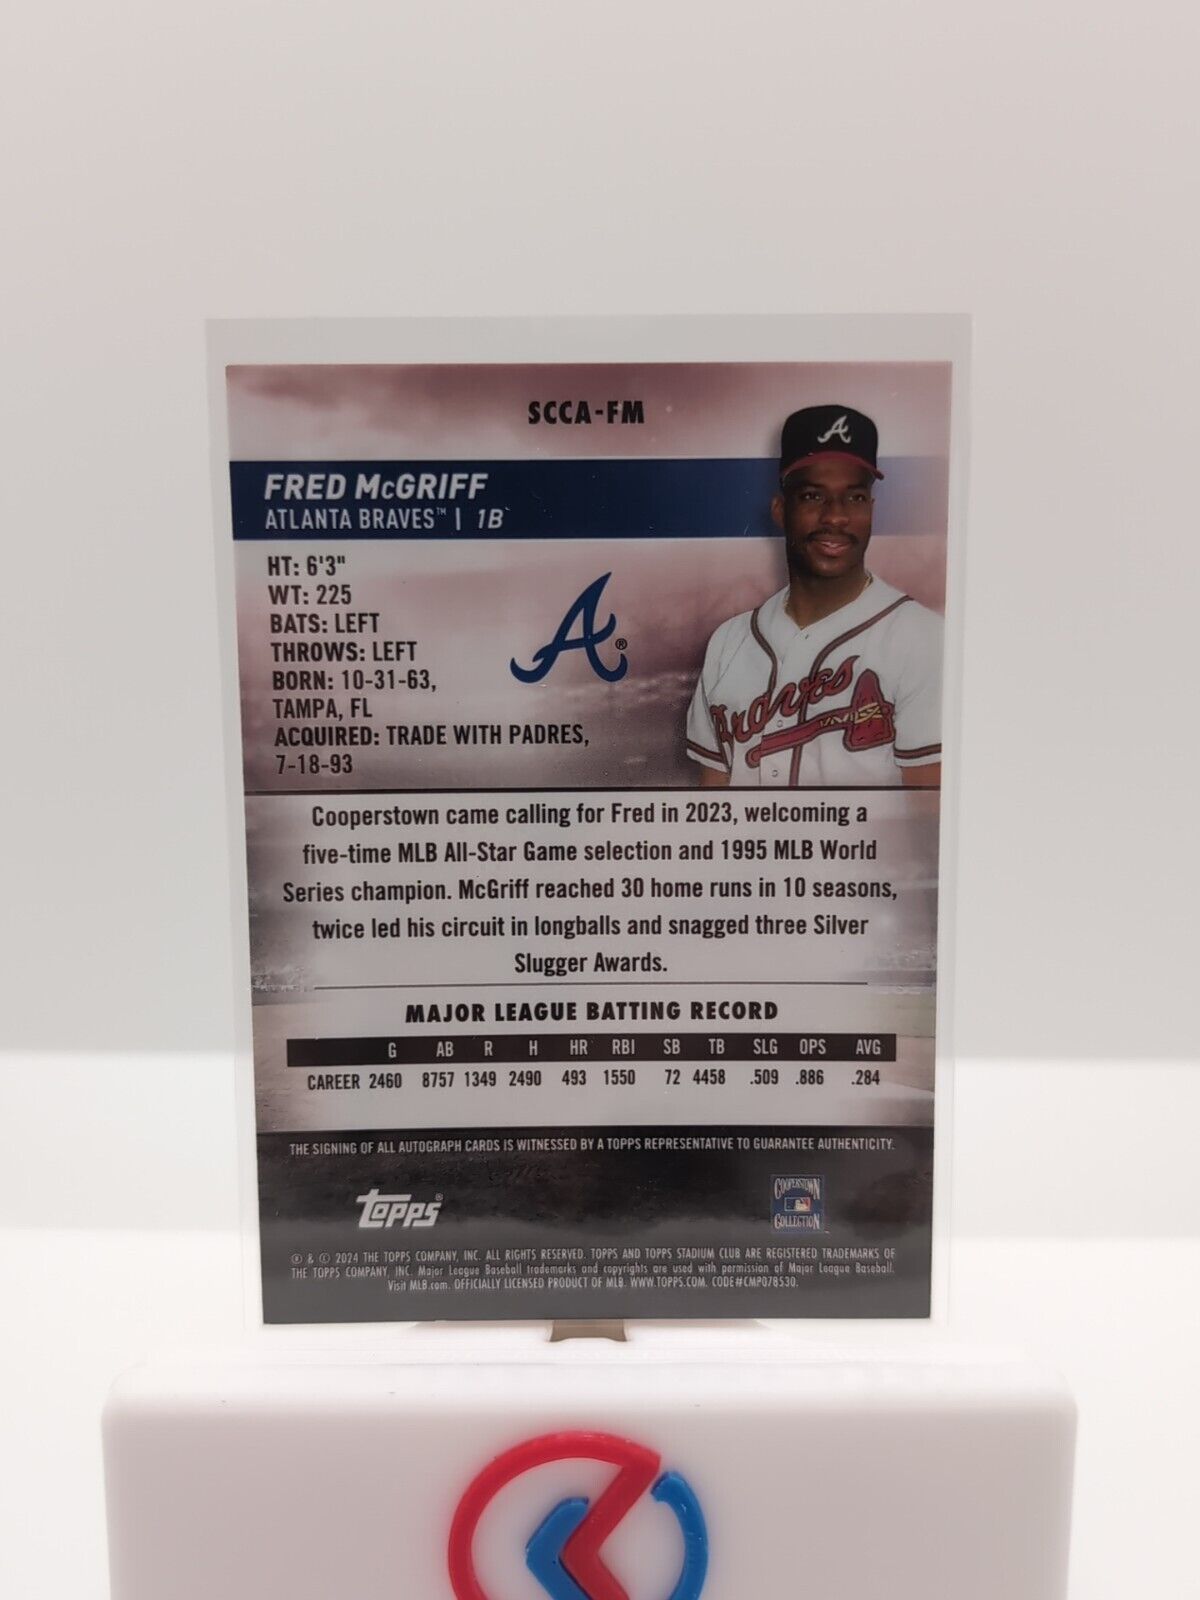 SCCA-FM
FRED McGRIFF
ATLANTA BRAVES™ | 1B
HT: 6'3"
WT: 225
BATS: LEFT
THROWS: LEFT
BORN: 10-31-63,
TAMPA, FL
ACQUIRED: TRADE WITH PADRES,
7-18-93
A®
A
Braves
Cooperstown came calling for Fred in 2023, welcoming a
five-time MLB All-Star Game selection and 1995 MLB World
Series champion. McGriff reached 30 home runs in 10 seasons,
twice led his circuit in longballs and snagged three Silver
Slugger Awards.
MAJOR LEAGUE BATTING RECORD
G AB R H HR RBI SB TB SLG OPS AVG
CAREER 2460 8757 1349 2490 493 1550 72 4458 .509 .886 .284
THE SIGNING OF ALL AUTOGRAPH CARDS IS WITNESSED BY A TOPPS REPRESENTATIVE TO GUARANTEE AUTHENTICITY.
TOPPS®
COOPERSTOWN
COLLECTION
® & © 2024 THE TOPPS COMPANY, INC. ALL RIGHTS RESERVED. TOPPS AND TOPPS STADIUM CLUB ARE REGISTERED TRADEMARKS OF
THE TOPPS COMPANY, INC. Major League Baseball trademarks and copyrights are used with permission of Major League Baseball.
Visit MLB.com. OFFICIALLY LICENSED PRODUCT OF MLB. WWW.TOPPS.COM. CODE#CMP078530.